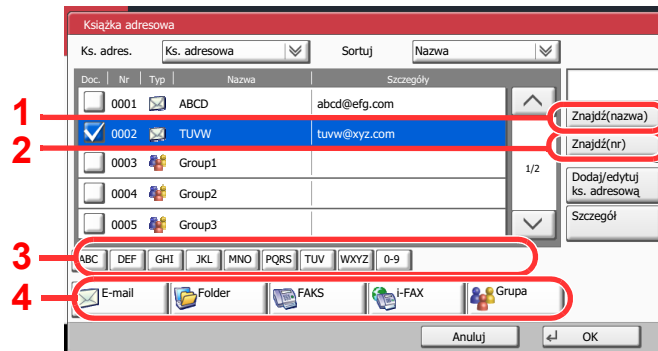 Książka adresowa
Ks. adres. Ks. adresowa Sortuj Nazwa
Doc. Nr Typ Nazwa Szczegóły
0001 ABCD abcd@efg.com
1 Znajdź(nazwa)
0002 TUVW tuvw@xyz.com
2 Znajdź(nr)
0003 Group1 1/2
Dodaj/edytuj
ks. adresową
0004 Group2
Szczegół
0005 Group3
3 ABC DEF GHI JKL MNO PQRS TUV WXYZ 0-9
4 E-mail Folder FAKS i-FAX Grupa
Anuluj OK